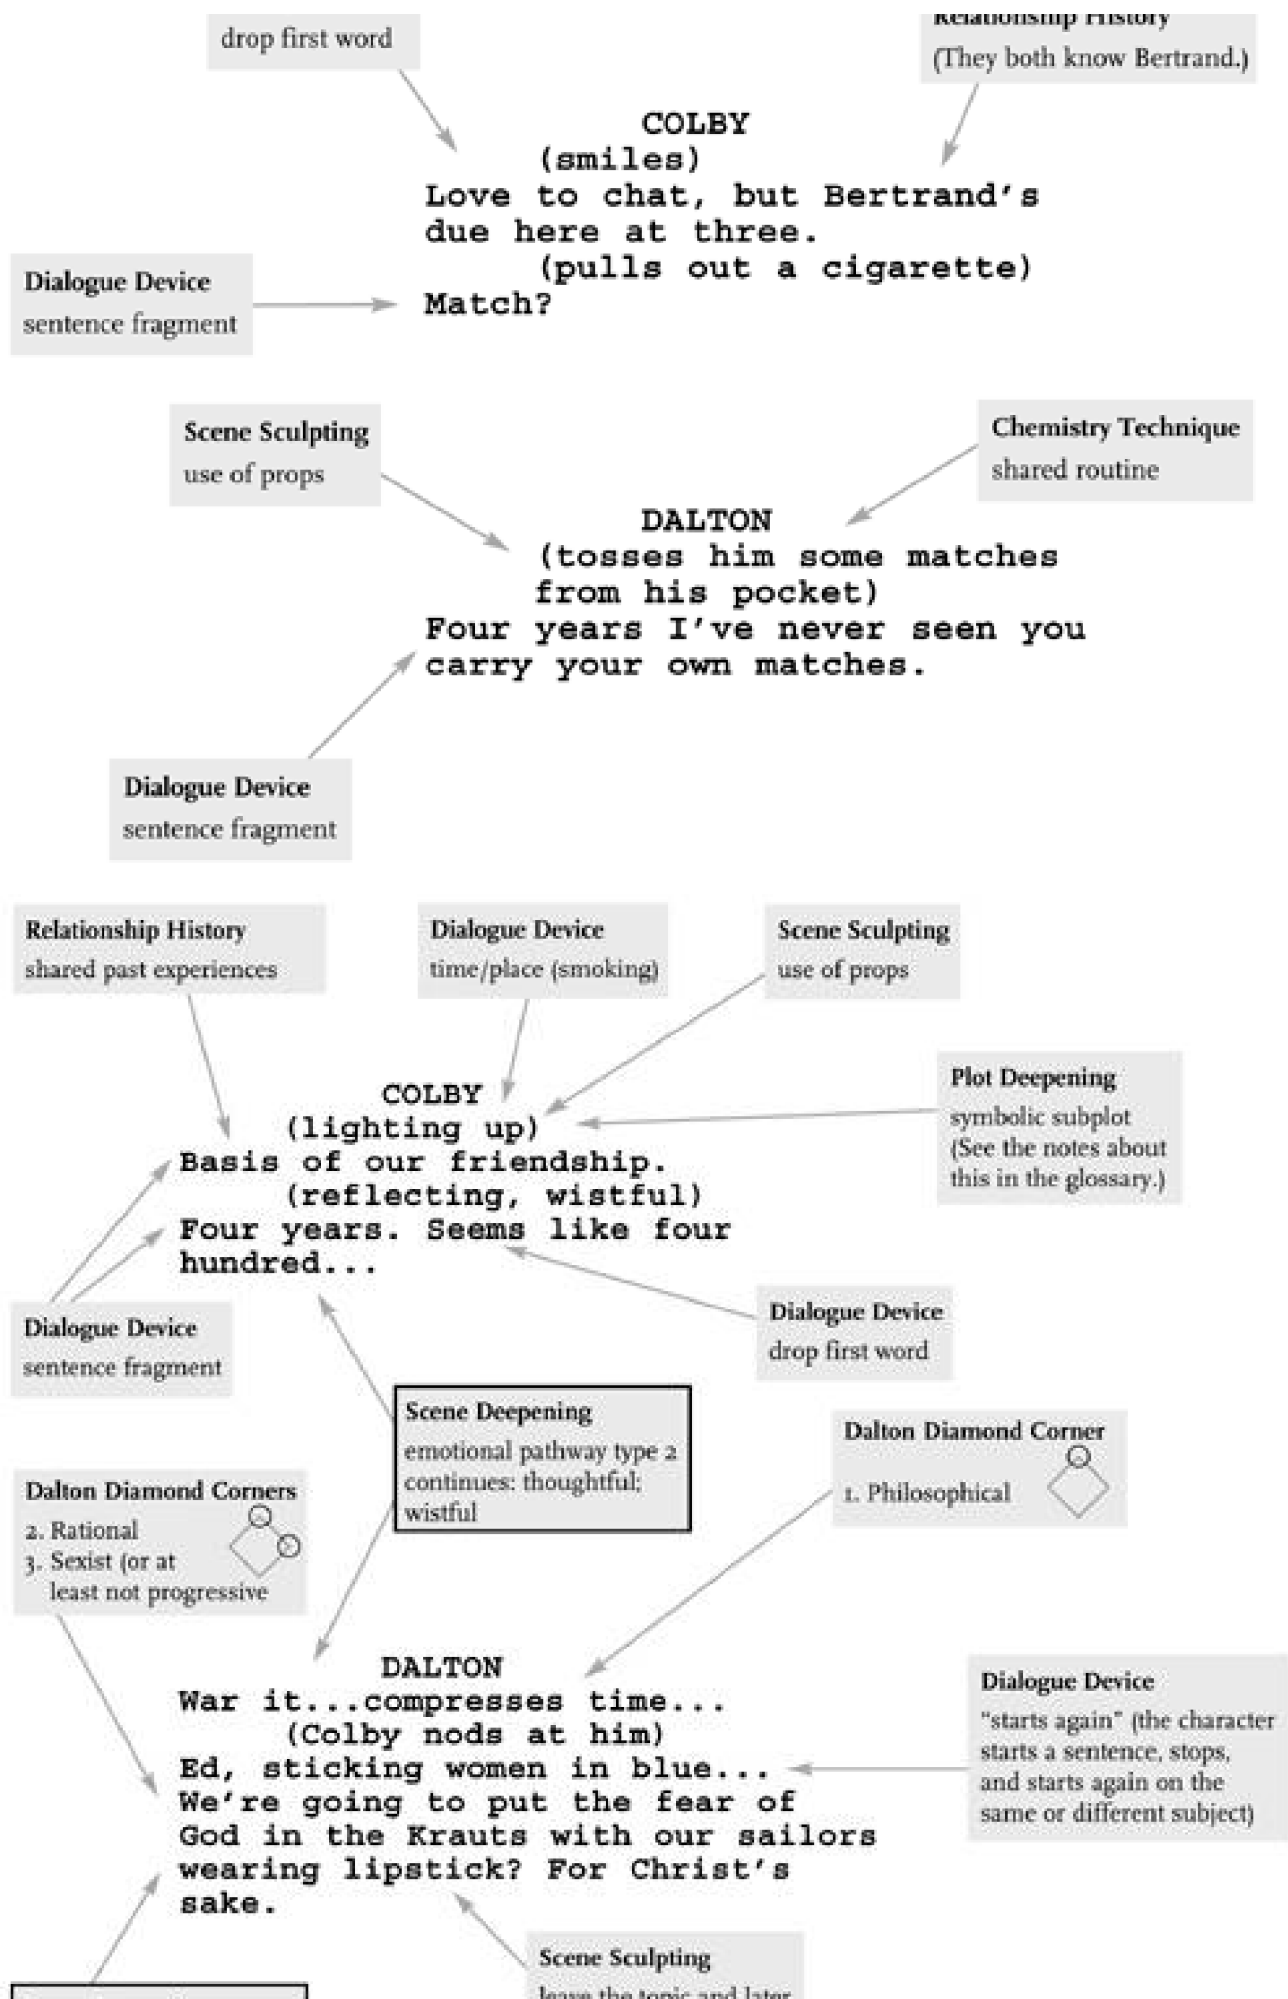 drop first word
Relationship History
(They both know Bertrand.)
COLBY
(smiles)
Love to chat, but Bertrand's
due here at three.
(pulls out a cigarette)
Match?
Dialogue Device
sentence fragment
Scene Sculpting
use of props
Chemistry Technique
shared routine
DALTON
(tosses him some matches
from his pocket)
Four years I've never seen you
carry your own matches.
Dialogue Device
sentence fragment
Relationship History
shared past experiences
Dialogue Device
time/place (smoking)
Scene Sculpting
use of props
Plot Deepening
symbolic subplot
(See the notes about
this in the glossary.)
COLBY
(lighting up)
Basis of our friendship.
(reflecting, wistful)
Four years. Seems like four
hundred...
Dialogue Device
sentence fragment
Dialogue Device
drop first word
Scene Deepening
emotional pathway type 2
continues: thoughtful;
wistful
Dalton Diamond Corner
1. Philosophical
Dalton Diamond Corners
2. Rational
3. Sexist (or at
least not progressive
DALTON
War it...compresses time...
(Colby nods at him)
Ed, sticking women in blue...
We're going to put the fear of
God in the Krauts with our sailors
wearing lipstick? For Christ's
sake.
Dialogue Device
"starts again" (the character
starts a sentence, stops,
and starts again on the
same or different subject)
Scene Sculpting
leave the topic and later